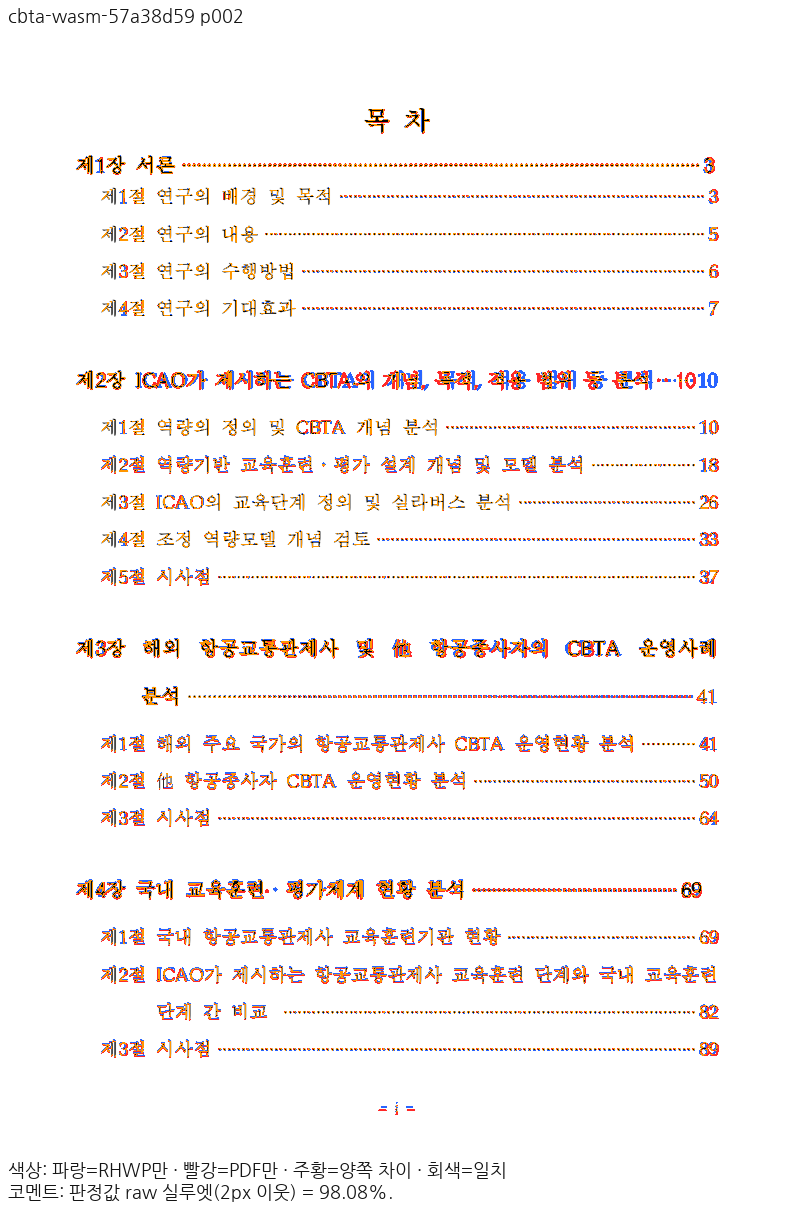 cbta-wasm-57a38d59 p002
목 차
제1장 서론 3
제1절 연구의 배경 및 목적 3
제2절 연구의 내용 5
제3절 연구의 수행방법 6
제4절 연구의 기대효과 7
제2장 ICAO가 제시하는 CBTA의 개념, 목적, 적용 범위 등 분석 10
제1절 역량의 정의 및 CBTA 개념 분석 10
제2절 역량기반 교육훈련·평가 설계 개념 및 모델 분석 18
제3절 ICAO의 교육단계 정의 및 실라버스 분석 26
제4절 조정 역량모델 개념 검토 33
제5절 시사점 37
제3장 해외 항공교통관제사 및 他 항공종사자의 CBTA 운영사례
분석 41
제1절 해외 주요 국가의 항공교통관제사 CBTA 운영현황 분석 41
제2절 他 항공종사자 CBTA 운영현황 분석 50
제3절 시사점 64
제4장 국내 교육훈련· 평가체계 현황 분석 69
제1절 국내 항공교통관제사 교육훈련기관 현황 69
제2절 ICAO가 제시하는 항공교통관제사 교육훈련 단계와 국내 교육훈련
단계 간 비교 82
제3절 시사점 89
- i -
색상: 파랑=RHWP만 · 빨강=PDF만 · 주황=양쪽 차이 · 회색=일치
코멘트: 판정값 raw 실루엣(2px 이웃) = 98.08%.